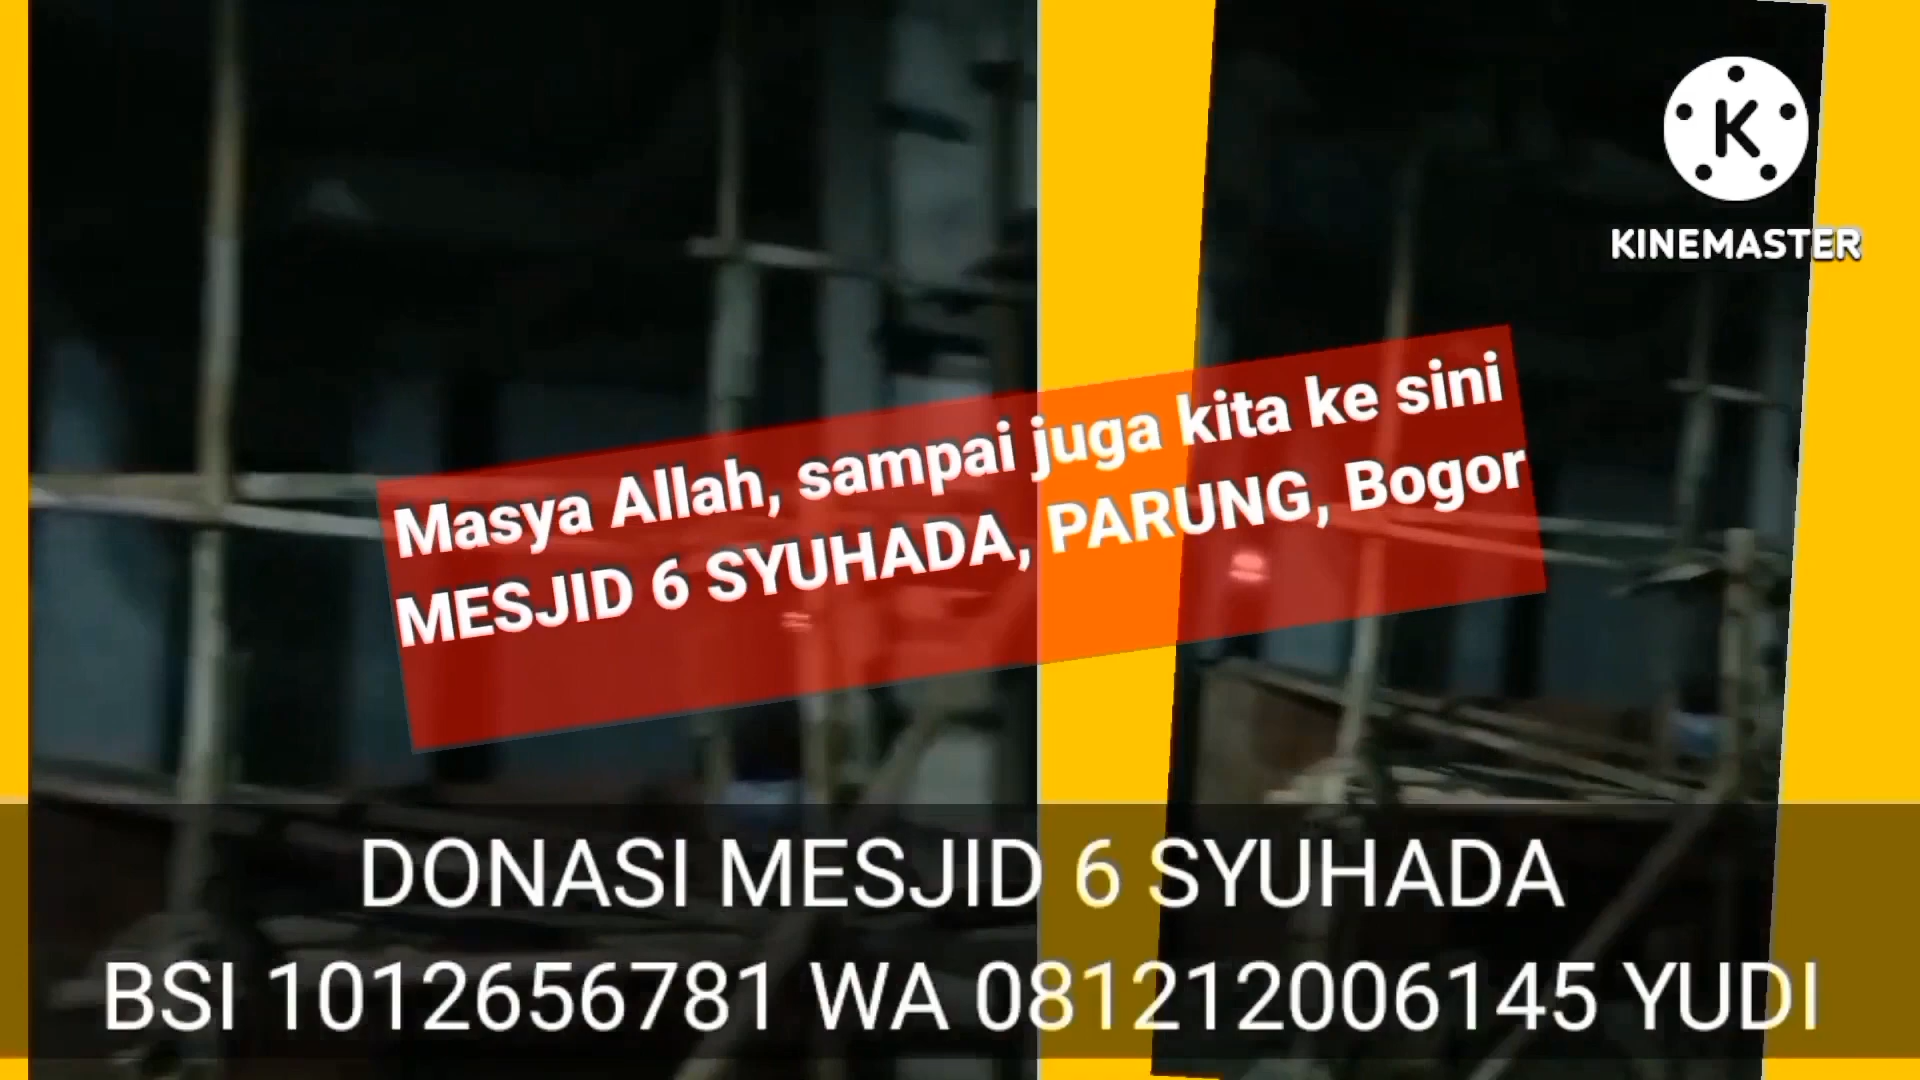 KINEMASTER
Masya Allah, sampai juga kita ke sini
MESJID 6 SYUHADA, PARUNG, Bogor
DONASI MESJID 6 SYUHADA
BSI 1012656781 WA 081212006145 YUDI